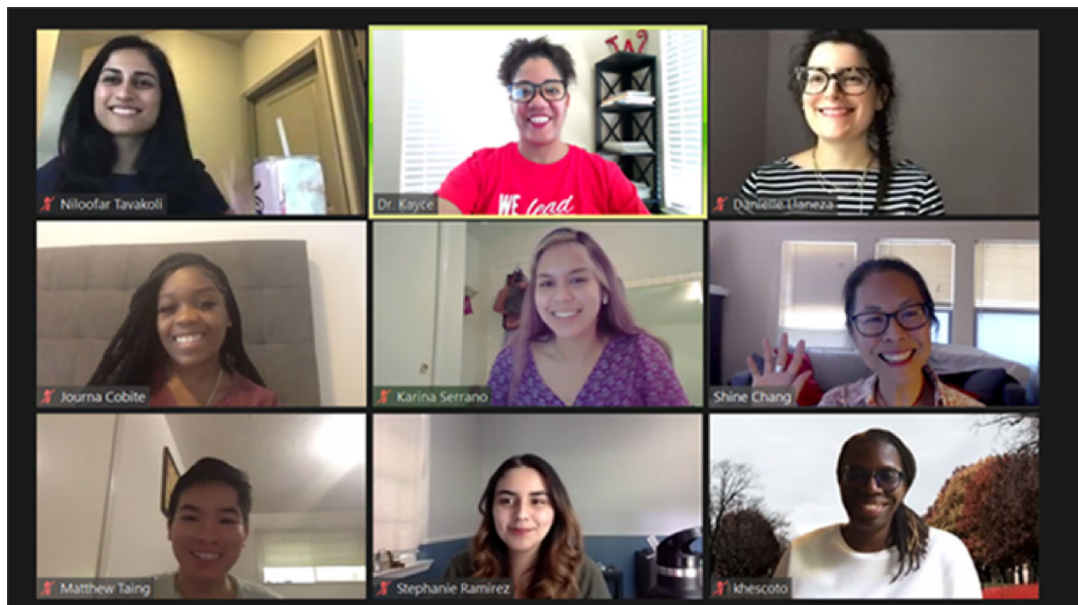 Niloofar Tavakoli
Dr. Kayce
WE lead
Danielle Llaneza
Journa Cobite
Karina Serrano
Shine Chang
Matthew Taing
Stephanie Ramirez
khescoto